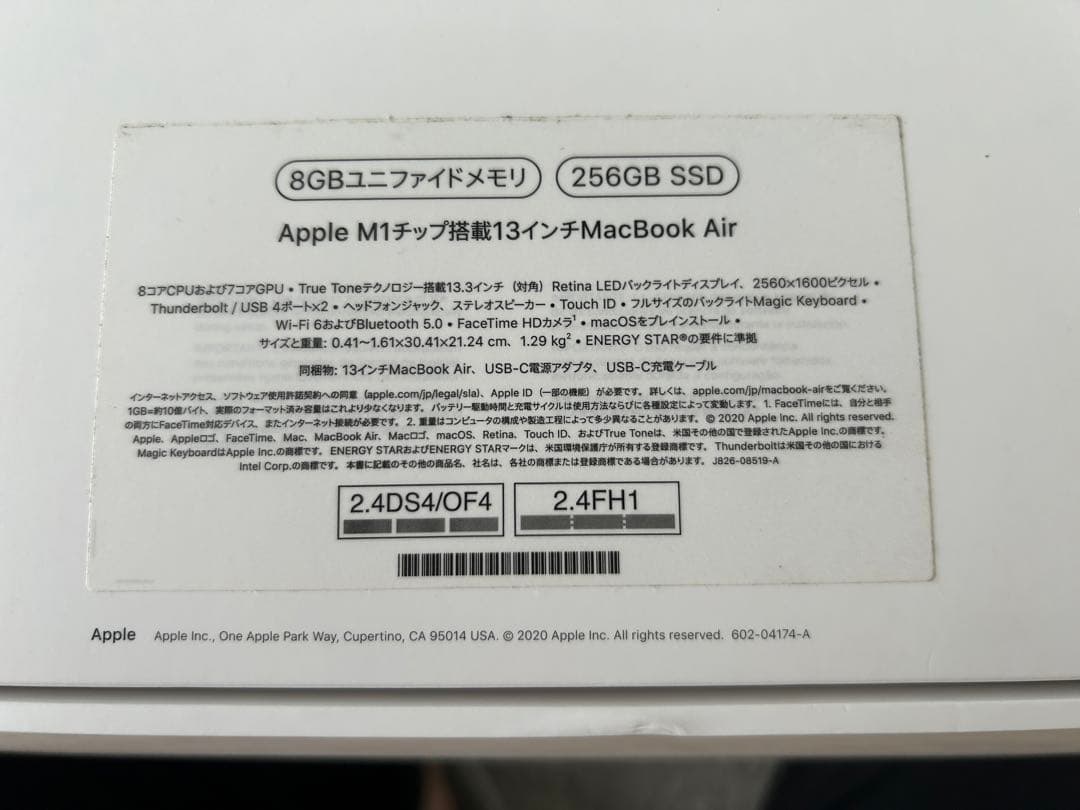 8GBユニファイドメモリ 256GB SSD
Apple M1チップ搭載13インチMacBook Air
8コアCPUおよび7コアGPU • True Toneテクノロジー搭載13.3インチ（対角）Retina LEDバックライトディスプレイ、2560×1600ピクセル •
Thunderbolt / USB 4ポート×2 • ヘッドフォンジャック、ステレオスピーカー • Touch ID • フルサイズのバックライトMagic Keyboard •
Wi-Fi 6およびBluetooth 5.0 • FaceTime HDカメラ¹ • macOSをプレインストール •
サイズと重量: 0.41〜1.61×30.41×21.24 cm、1.29 kg² • ENERGY STAR®の要件に準拠
同梱物: 13インチMacBook Air、USB-C電源アダプタ、USB-C充電ケーブル
インターネットアクセス、ソフトウェア使用許諾契約への同意（apple.com/jp/legal/sla）、Apple ID（一部の機能）が必要です。 詳しくは、apple.com/jp/macbook-airをご覧ください。
1GB=約10億バイト、実際のフォーマット済み容量はこれより少なくなります。 バッテリー駆動時間と充電サイクルは使用方法ならびに各種設定によって変動します。 1. FaceTimeには、自分と相手
の両方にFaceTime対応デバイス、またインターネット接続が必要です。 2. 重量はコンピュータの構成や製造工程によって多少異なることがあります。 © 2020 Apple Inc. All rights reserved.
Apple、Appleロゴ、FaceTime、Mac、MacBook Air、Macロゴ、macOS、Retina、Touch ID、およびTrue Toneは、米国その他の国で登録されたApple Inc.の商標です。
Magic KeyboardはApple Inc.の商標です。 ENERGY STARおよびENERGY STARマークは、米国環境保護庁が所有する登録商標です。 Thunderboltは米国その他の国における
Intel Corp.の商標です。 本書に記載のその他の商品名、社名は、各社の商標または登録商標である場合があります。 J826-08519-A
2.4DS4/OF4 2.4FH1
Apple Apple Inc., One Apple Park Way, Cupertino, CA 95014 USA. © 2020 Apple Inc. All rights reserved. 602-04174-A